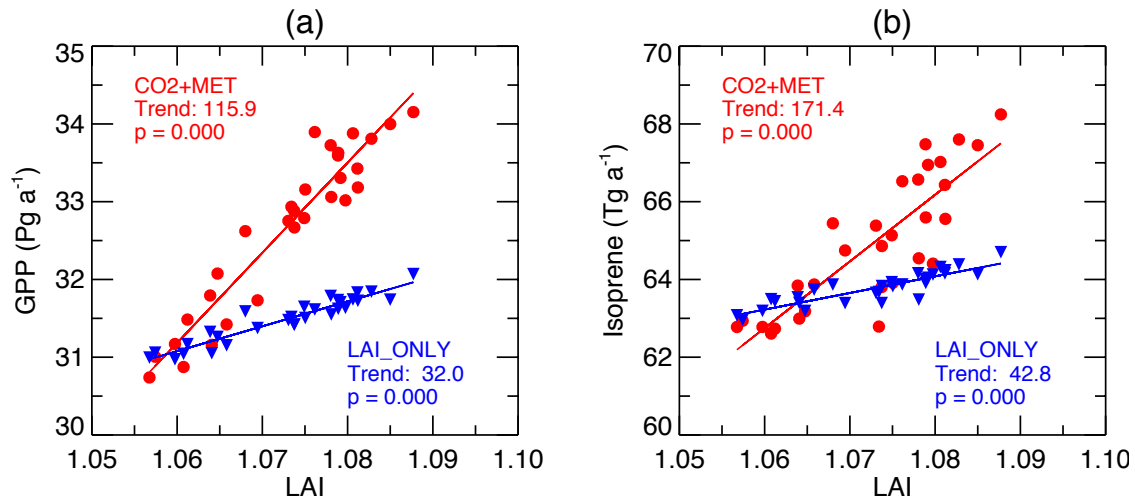 (a)
35
34
33
32
31
30
GPP (Pg a⁻¹)
CO2+MET
Trend: 115.9
p = 0.000
LAI_ONLY
Trend: 32.0
p = 0.000
1.05 1.06 1.07 1.08 1.09 1.10
LAI
(b)
70
68
66
64
62
60
Isoprene (Tg a⁻¹)
CO2+MET
Trend: 171.4
p = 0.000
LAI_ONLY
Trend: 42.8
p = 0.000
1.05 1.06 1.07 1.08 1.09 1.10
LAI